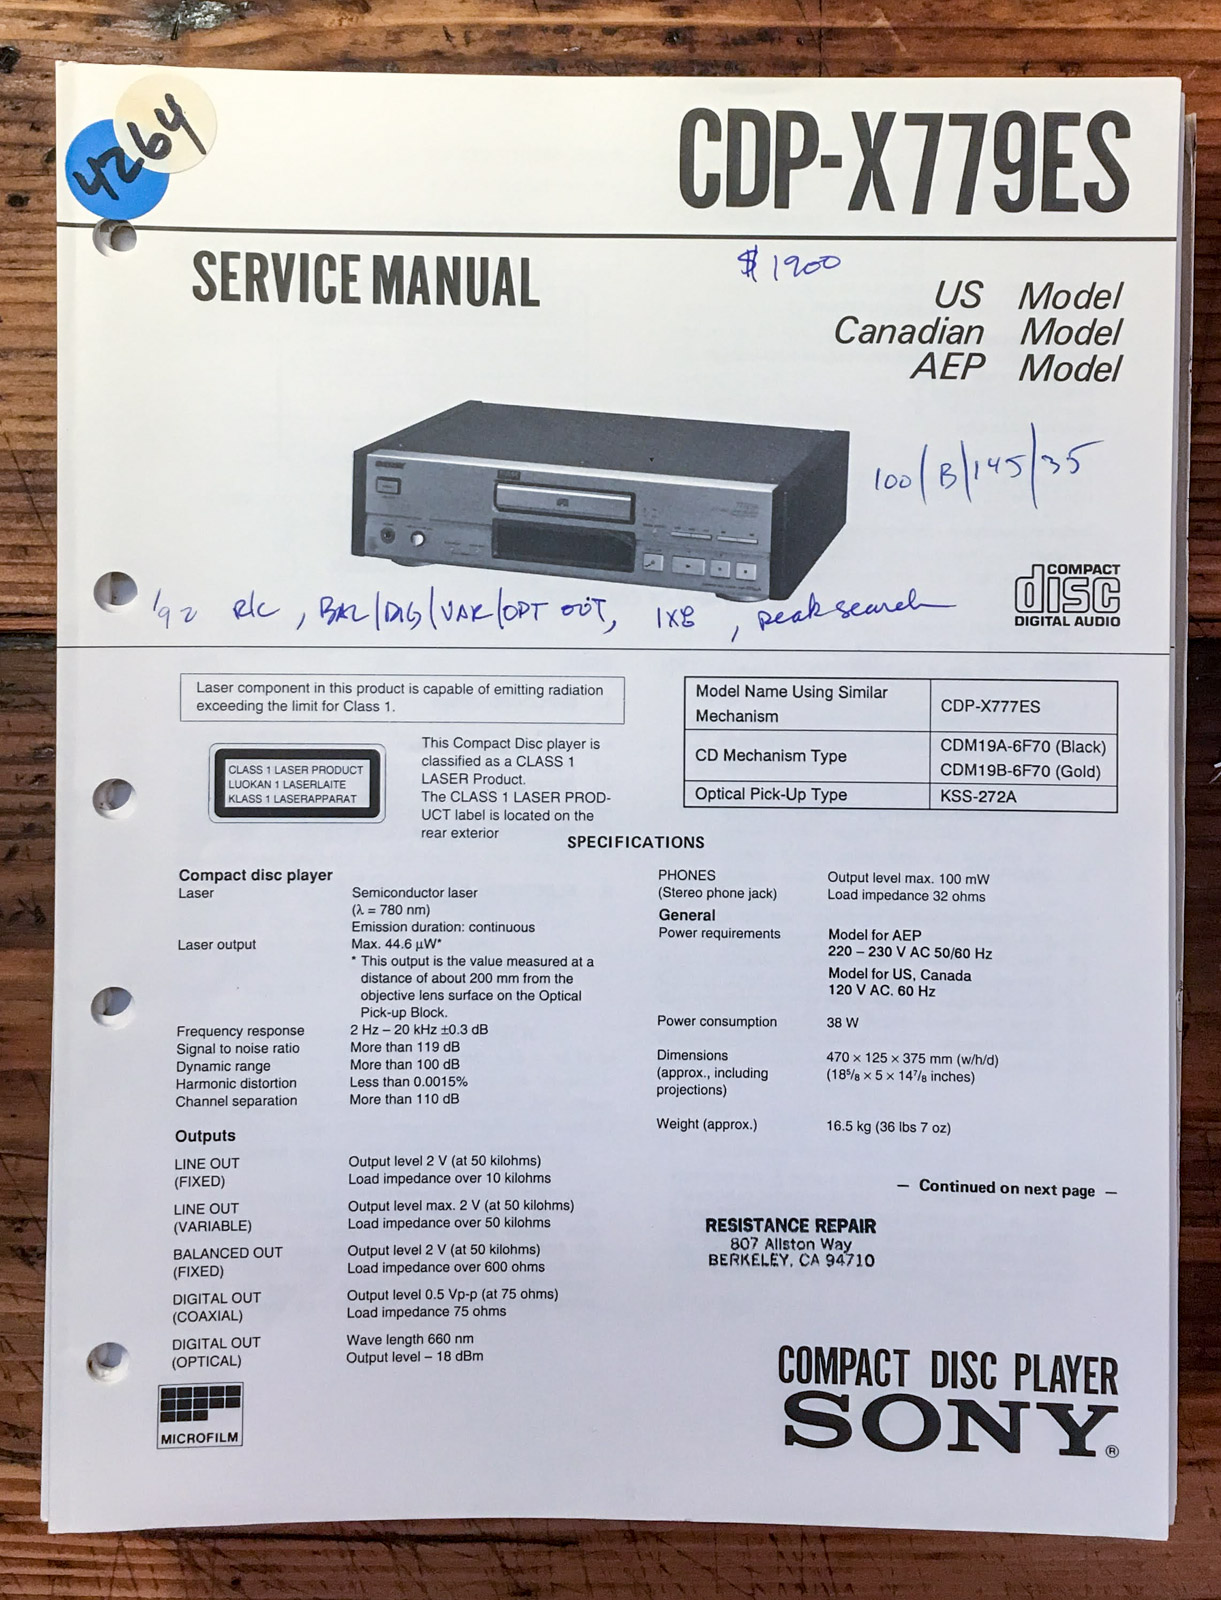 4264
CDP-X779ES
SERVICE MANUAL
$1900
US Model
Canadian Model
AEP Model
SONY
100/B/145/35
COMPACT
disc
DIGITAL AUDIO
'92 R/C, BAL/DIG/VAR/OPT OUT, 1XB, peaksearch
Laser component in this product is capable of emitting radiation
exceeding the limit for Class 1.
CLASS 1 LASER PRODUCT
LUOKAN 1 LASERLAITE
KLASS 1 LASERAPPARAT
This Compact Disc player is
classified as a CLASS 1
LASER Product.
The CLASS 1 LASER PROD-
UCT label is located on the
rear exterior
Model Name Using Similar
Mechanism
CDP-X777ES
CD Mechanism Type
CDM19A-6F70 (Black)
CDM19B-6F70 (Gold)
Optical Pick-Up Type
KSS-272A
SPECIFICATIONS
Compact disc player
Laser
Semiconductor laser
(λ = 780 nm)
Emission duration: continuous
Laser output
Max. 44.6 μW*
* This output is the value measured at a
distance of about 200 mm from the
objective lens surface on the Optical
Pick-up Block.
Frequency response 2 Hz – 20 kHz ±0.3 dB
Signal to noise ratio More than 119 dB
Dynamic range More than 100 dB
Harmonic distortion Less than 0.0015%
Channel separation More than 110 dB
Outputs
LINE OUT
(FIXED)
Output level 2 V (at 50 kilohms)
Load impedance over 10 kilohms
LINE OUT
(VARIABLE)
Output level max. 2 V (at 50 kilohms)
Load impedance over 50 kilohms
BALANCED OUT
(FIXED)
Output level 2 V (at 50 kilohms)
Load impedance over 600 ohms
DIGITAL OUT
(COAXIAL)
Output level 0.5 Vp-p (at 75 ohms)
Load impedance 75 ohms
DIGITAL OUT
(OPTICAL)
Wave length 660 nm
Output level – 18 dBm
PHONES
(Stereo phone jack)
Output level max. 100 mW
Load impedance 32 ohms
General
Power requirements
Model for AEP
220 – 230 V AC 50/60 Hz
Model for US, Canada
120 V AC. 60 Hz
Power consumption 38 W
Dimensions
(approx., including
projections)
470 × 125 × 375 mm (w/h/d)
(18⁵/₈ × 5 × 14⁷/₈ inches)
Weight (approx.) 16.5 kg (36 lbs 7 oz)
— Continued on next page —
RESISTANCE REPAIR
807 Allston Way
BERKELEY, CA 94710
MICROFILM
COMPACT DISC PLAYER
SONY®